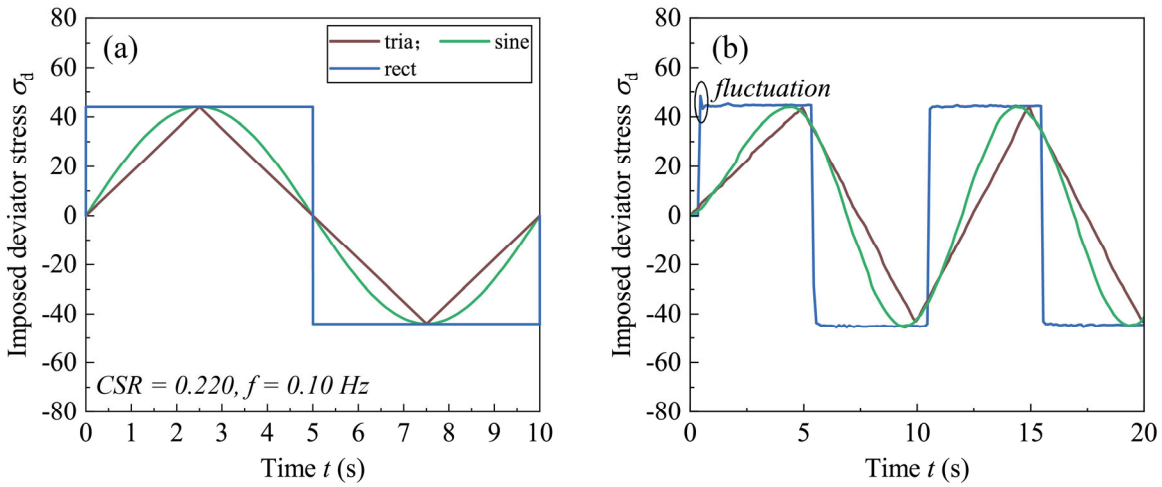 Imposed deviator stress σd
80
60
40
20
0
-20
-40
-60
-80
(a)
tria;
sine
rect
CSR = 0.220, f = 0.10 Hz
0 1 2 3 4 5 6 7 8 9 10
Time t (s)
Imposed deviator stress σd
80
60
40
20
0
-20
-40
-60
-80
(b)
fluctuation
0 5 10 15 20
Time t (s)